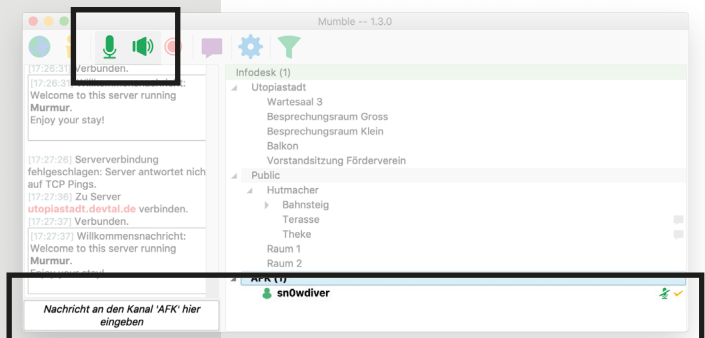 Mumble -- 1.3.0
[17:26:31] Verbunden.
[17:26:31] Willkommensnachricht:
Welcome to this server running
Murmur.
Enjoy your stay!
[17:27:26] Serververbindung
fehlgeschlagen: Server antwortet nich
auf TCP Pings.
[17:27:36] Zu Server
utopiastadt.devtal.de verbinden.
[17:27:37] Verbunden.
[17:27:37] Willkommensnachricht:
Welcome to this server running
Murmur.
Enjoy your stay!
Nachricht an den Kanal 'AFK' hier
eingeben
Infodesk (1)
Utopiastadt
Wartesaal 3
Besprechungsraum Gross
Besprechungsraum Klein
Balkon
Vorstandsitzung Förderverein
Public
Hutmacher
Bahnsteig
Terasse
Theke
Raum 1
Raum 2
AFK (1)
sn0wdiver